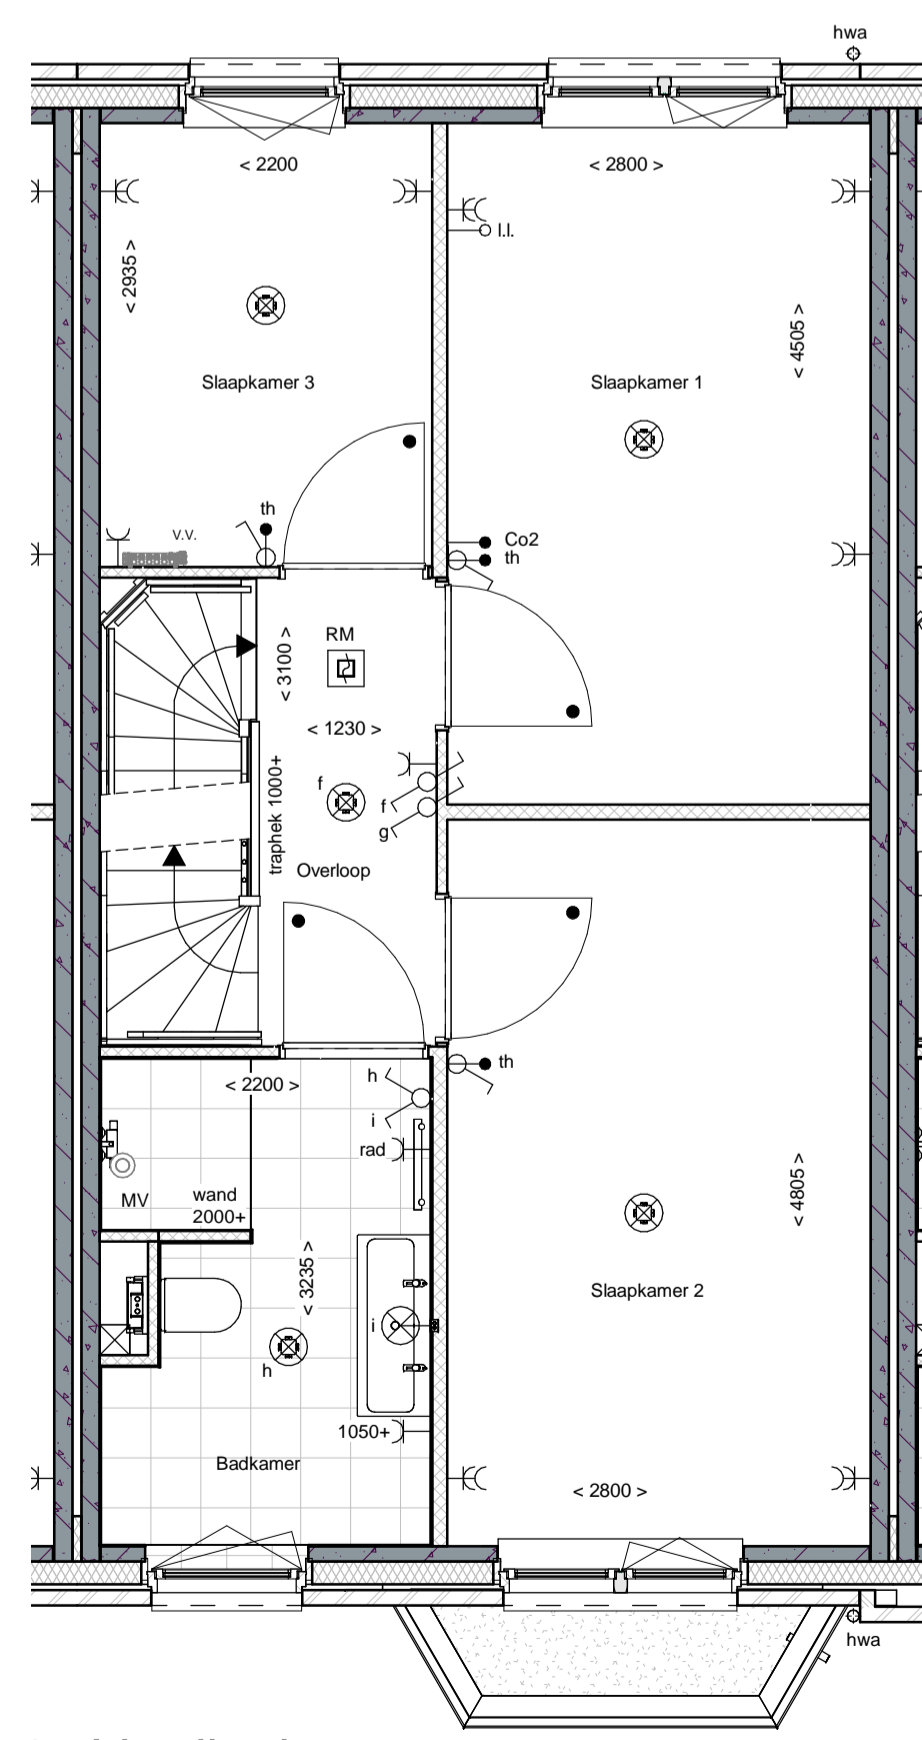 hwa
< 2200
< 2800 >
< 2935 >
l.l.
< 4505 >
Slaapkamer 3
Slaapkamer 1
th
v.v.
Co2
th
RM
< 3100 >
< 1230 >
f
f
g
traphek 1000+
Overloop
th
< 2200 >
h
i
rad
MV
wand
2000+
< 3235 >
< 4805 >
Slaapkamer 2
i
h
1050+
Badkamer
< 2800 >
hwa